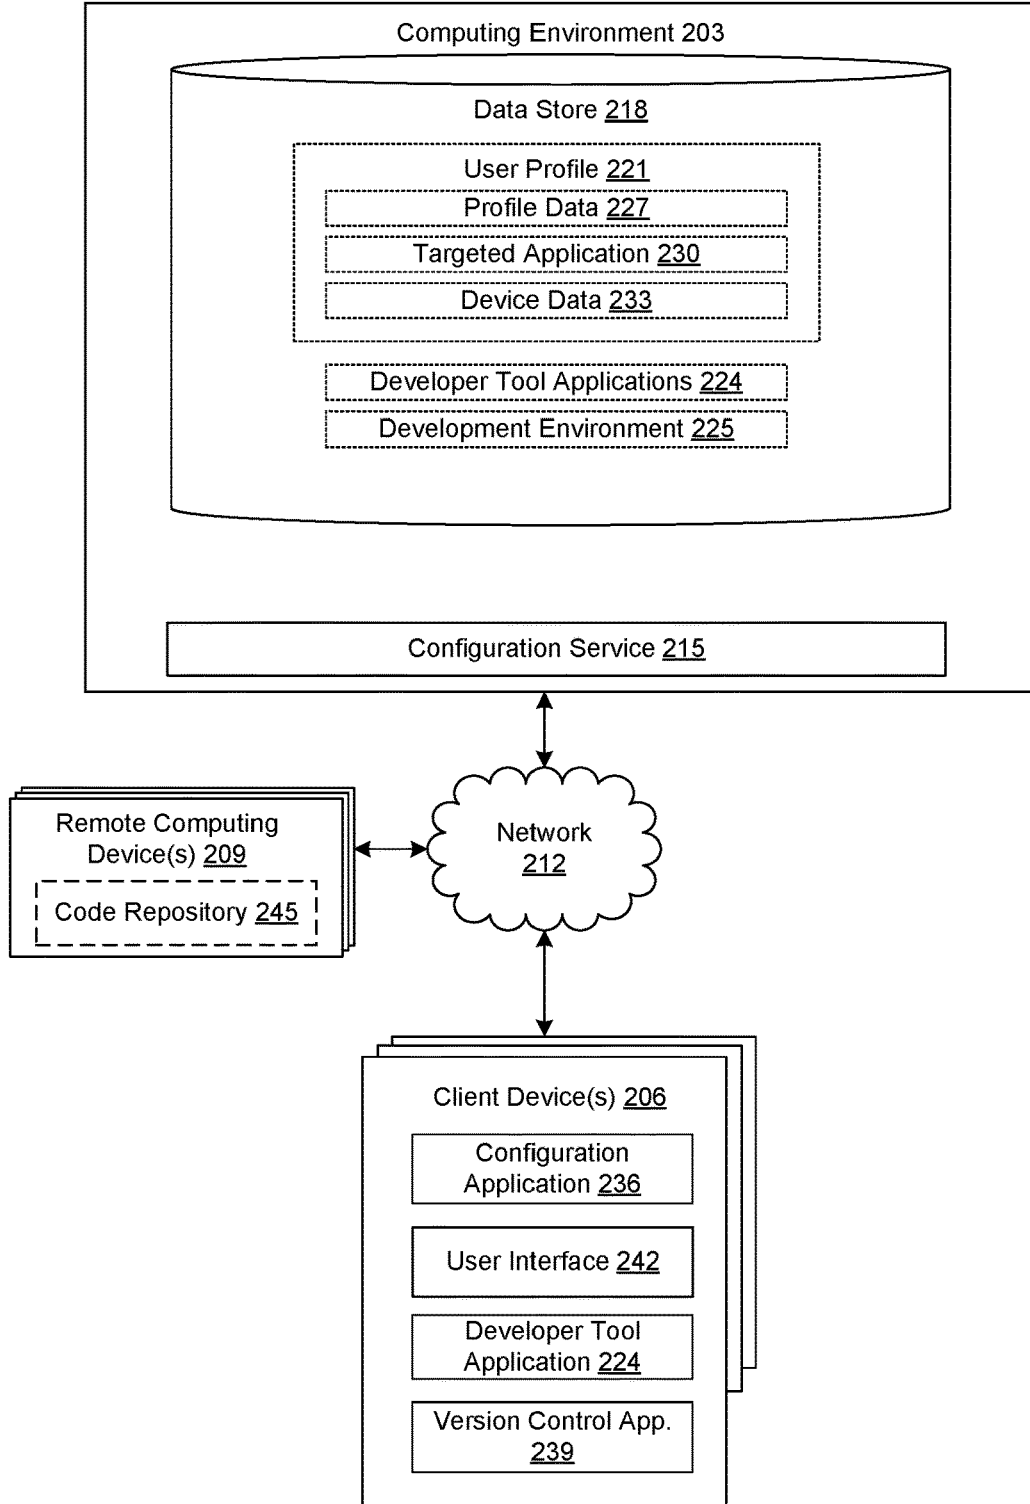 Computing Environment 203
Data Store 218
User Profile 221
Profile Data 227
Targeted Application 230
Device Data 233
Developer Tool Applications 224
Development Environment 225
Configuration Service 215
Remote Computing
Device(s) 209
Code Repository 245
Network
212
Client Device(s) 206
Configuration
Application 236
User Interface 242
Developer Tool
Application 224
Version Control App.
239